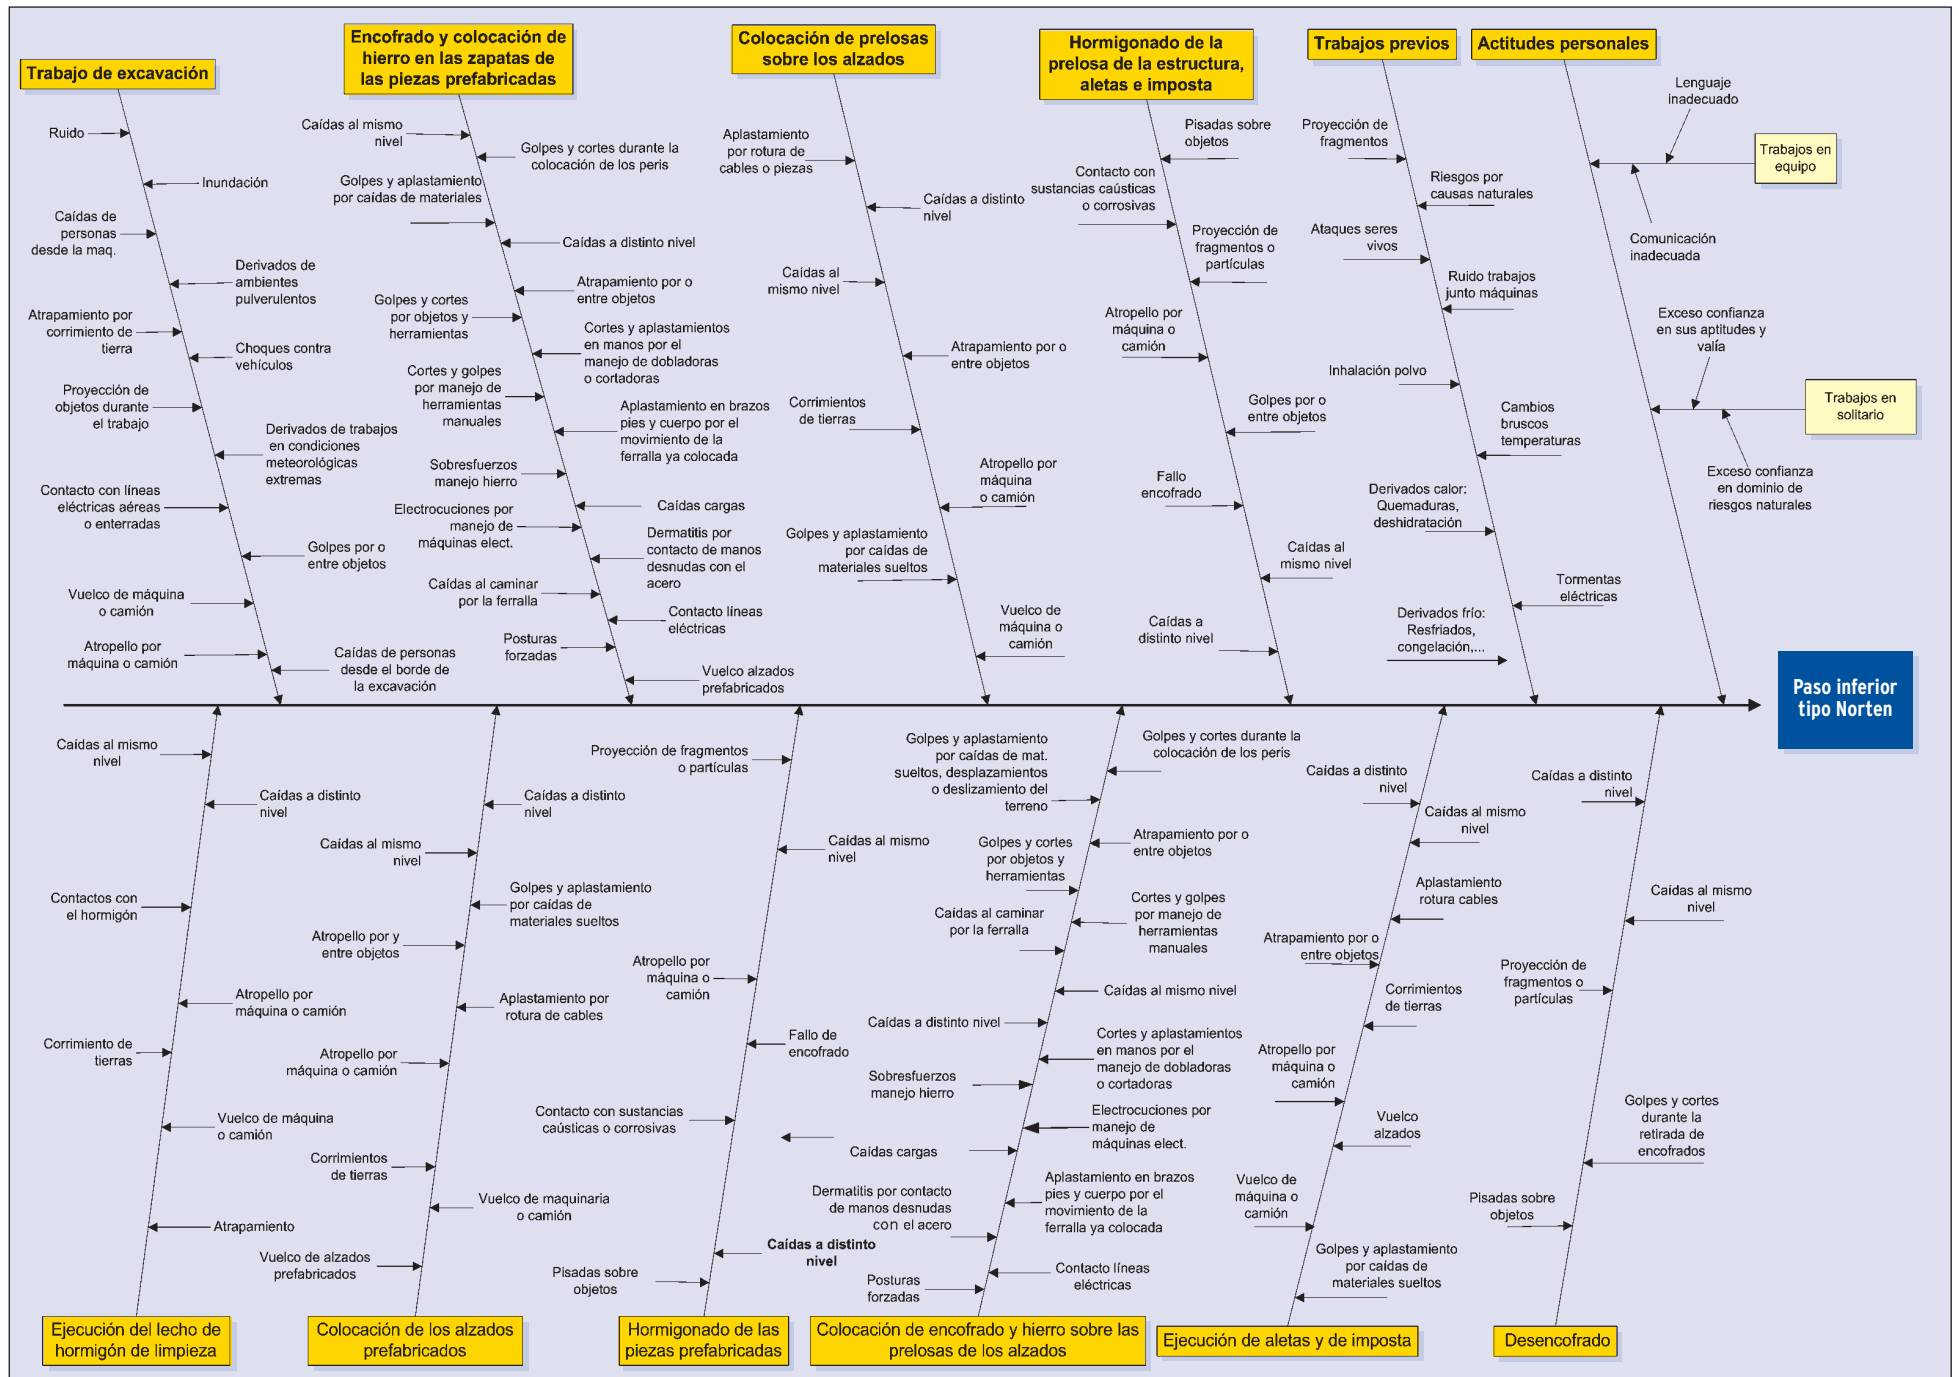 Trabajo de excavación
Ruido
Inundación
Caídas de
personas
desde la maq.
Derivados de
ambientes
pulverulentos
Atrapamiento por
corrimiento de
tierra
Choques contra
vehículos
Proyección de
objetos durante
el trabajo
Derivados de trabajos
en condiciones
meteorológicas
extremas
Contacto con líneas
eléctricas aéreas
o enterradas
Golpes por o
entre objetos
Vuelco de máquina
o camión
Atropello por
máquina o camión
Caídas de personas
desde el borde de
la excavación
Encofrado y colocación de
hierro en las zapatas de
las piezas prefabricadas
Caídas al mismo
nivel
Golpes y cortes durante la
colocación de los peris
Golpes y aplastamiento
por caídas de materiales
Caídas a distinto nivel
Atrapamiento por o
entre objetos
Golpes y cortes
por objetos y
herramientas
Cortes y aplastamientos
en manos por el
manejo de dobladoras
o cortadoras
Cortes y golpes
por manejo de
herramientas
manuales
Aplastamiento en brazos
pies y cuerpo por el
movimiento de la
ferralla ya colocada
Sobresfuerzos
manejo hierro
Caídas cargas
Electrocuciones por
manejo de
máquinas elect.
Dermatitis por
contacto de manos
desnudas con el
acero
Caídas al caminar
por la ferralla
Contacto líneas
eléctricas
Posturas
forzadas
Vuelco alzados
prefabricados
Colocación de prelosas
sobre los alzados
Aplastamiento
por rotura de
cables o piezas
Caídas a distinto
nivel
Caídas al
mismo nivel
Atrapamiento por o
entre objetos
Corrimientos
de tierras
Atropello por
máquina
o camión
Golpes y aplastamiento
por caídas de
materiales sueltos
Vuelco de
máquina o
camión
Hormigonado de la
prelosa de la estructura,
aletas e imposta
Pisadas sobre
objetos
Contacto con
sustancias caústicas
o corrosivas
Proyección de
fragmentos o
partículas
Atropello por
máquina o
camión
Golpes por o
entre objetos
Fallo
encofrado
Caídas al
mismo nivel
Caídas a
distinto nivel
Trabajos previos
Proyección de
fragmentos
Riesgos por
causas naturales
Ataques seres
vivos
Ruido trabajos
junto máquinas
Inhalación polvo
Cambios
bruscos
temperaturas
Derivados calor:
Quemaduras,
deshidratación
Tormentas
eléctricas
Derivados frío:
Resfriados,
congelación,...
Actitudes personales
Lenguaje
inadecuado
Trabajos en
equipo
Comunicación
inadecuada
Exceso confianza
en sus aptitudes y
valía
Trabajos en
solitario
Exceso confianza
en dominio de
riesgos naturales
Paso inferior
tipo Norten
Caídas al mismo
nivel
Caídas a distinto
nivel
Contactos con
el hormigón
Atropello por
máquina o camión
Corrimiento de
tierras
Vuelco de máquina
o camión
Atrapamiento
Ejecución del lecho de
hormigón de limpieza
Caídas a distinto
nivel
Caídas al mismo
nivel
Golpes y aplastamiento
por caídas de
materiales sueltos
Atropello por y
entre objetos
Aplastamiento por
rotura de cables
Atropello por
máquina o camión
Corrimientos
de tierras
Vuelco de maquinaria
o camión
Vuelco de alzados
prefabricados
Colocación de los alzados
prefabricados
Proyección de fragmentos
o partículas
Caídas al mismo
nivel
Atropello por
máquina o
camión
Fallo de
encofrado
Contacto con sustancias
caústicas o corrosivas
Caídas a distinto
nivel
Pisadas sobre
objetos
Hormigonado de las
piezas prefabricadas
Golpes y cortes durante la
colocación de los peris
Golpes y aplastamiento
por caídas de mat.
sueltos, desplazamientos
o deslizamiento del
terreno
Atrapamiento por o
entre objetos
Golpes y cortes
por objetos y
herramientas
Cortes y golpes
por manejo de
herramientas
manuales
Caídas al caminar
por la ferralla
Caídas al mismo nivel
Caídas a distinto nivel
Cortes y aplastamientos
en manos por el
manejo de dobladoras
o cortadoras
Sobresfuerzos
manejo hierro
Electrocuciones por
manejo de
máquinas elect.
Caídas cargas
Aplastamiento en brazos
pies y cuerpo por el
movimiento de la
ferralla ya colocada
Dermatitis por contacto
de manos desnudas
con el acero
Contacto líneas
eléctricas
Posturas
forzadas
Colocación de encofrado y hierro sobre las
prelosas de los alzados
Caídas a distinto
nivel
Caídas al mismo
nivel
Aplastamiento
rotura cables
Atrapamiento por o
entre objetos
Corrimientos
de tierras
Atropello por
máquina o
camión
Vuelco
alzados
Vuelco de
máquina o
camión
Golpes y aplastamiento
por caídas de
materiales sueltos
Ejecución de aletas y de imposta
Caídas a distinto
nivel
Caídas al mismo
nivel
Proyección de
fragmentos o
partículas
Golpes y cortes
durante la
retirada de
encofrados
Pisadas sobre
objetos
Desencofrado